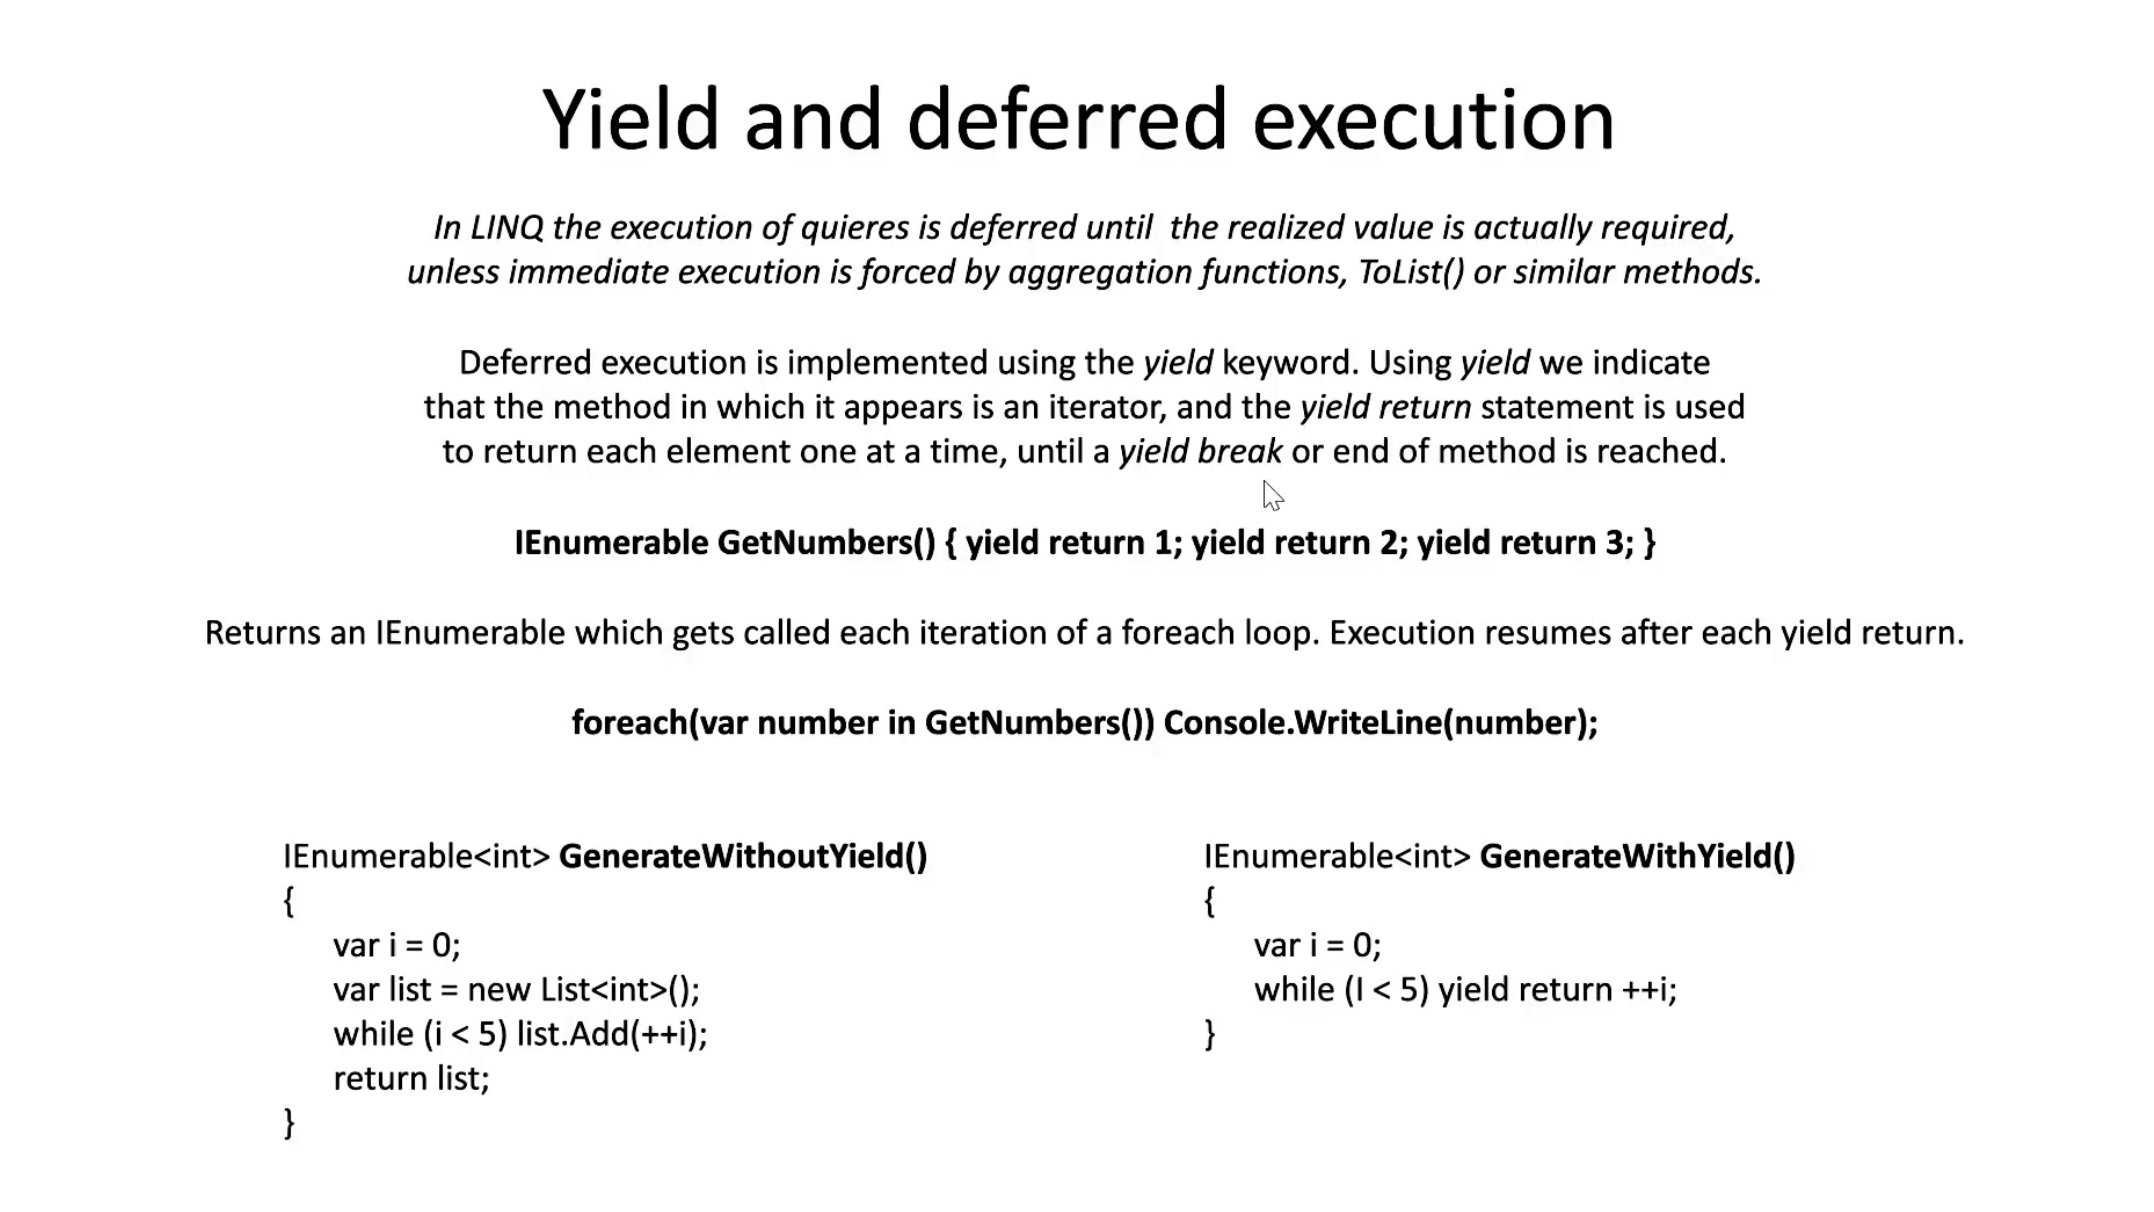 Yield and deferred execution
In LINQ the execution of quieres is deferred until  the realized value is actually required,
unless immediate execution is forced by aggregation functions, ToList() or similar methods.
Deferred execution is implemented using the yield keyword. Using yield we indicate
that the method in which it appears is an iterator, and the yield return statement is used
to return each element one at a time, until a yield break or end of method is reached.
IEnumerable GetNumbers() { yield return 1; yield return 2; yield return 3; }
Returns an IEnumerable which gets called each iteration of a foreach loop. Execution resumes after each yield return.
foreach(var number in GetNumbers()) Console.WriteLine(number);
IEnumerable<int> GenerateWithoutYield()
{
var i = 0;
var list = new List<int>();
while (i < 5) list.Add(++i);
return list;
}
IEnumerable<int> GenerateWithYield()
{
var i = 0;
while (I < 5) yield return ++i;
}